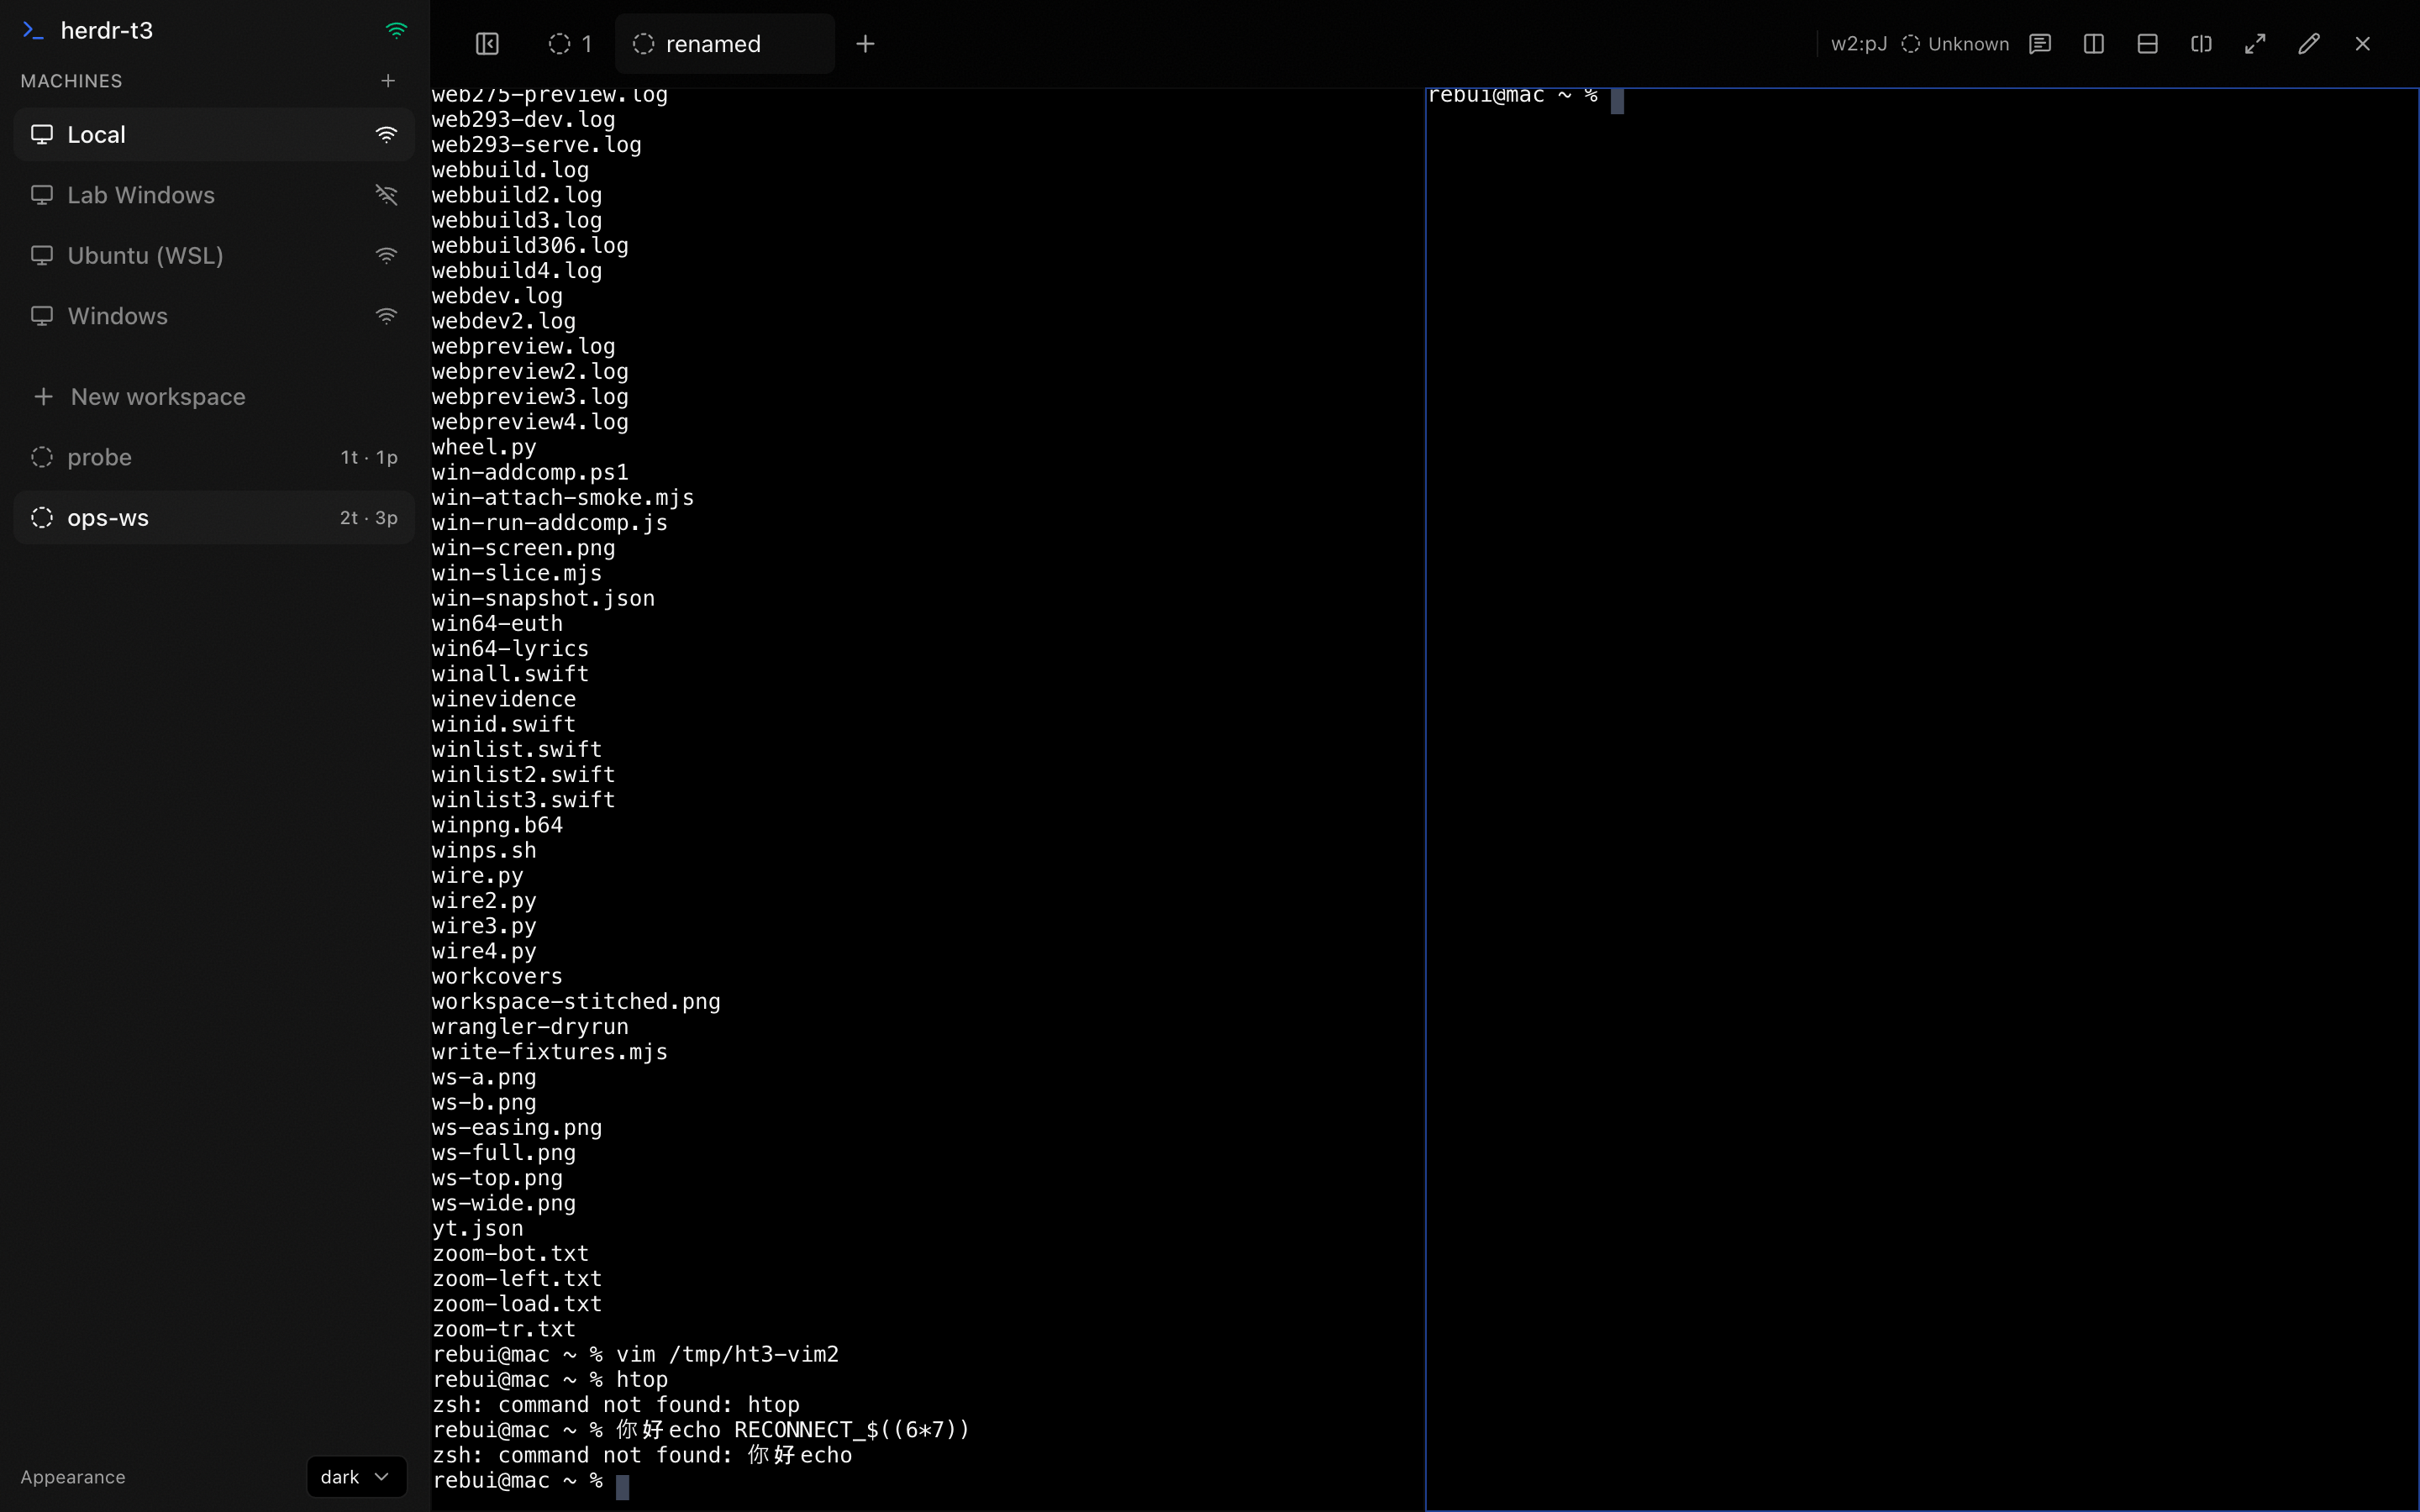 herdr-t3
MACHINES
Local
Lab Windows
Ubuntu (WSL)
Windows
New workspace
probe 1t · 1p
ops-ws 2t · 3p
Appearance dark
1 renamed w2:pJ Unknown
web275-preview.log
web293-dev.log
web293-serve.log
webbuild.log
webbuild2.log
webbuild3.log
webbuild306.log
webbuild4.log
webdev.log
webdev2.log
webpreview.log
webpreview2.log
webpreview3.log
webpreview4.log
wheel.py
win-addcomp.ps1
win-attach-smoke.mjs
win-run-addcomp.js
win-screen.png
win-slice.mjs
win-snapshot.json
win64-euth
win64-lyrics
winall.swift
winevidence
winid.swift
winlist.swift
winlist2.swift
winlist3.swift
winpng.b64
winps.sh
wire.py
wire2.py
wire3.py
wire4.py
workcovers
workspace-stitched.png
wrangler-dryrun
write-fixtures.mjs
ws-a.png
ws-b.png
ws-easing.png
ws-full.png
ws-top.png
ws-wide.png
yt.json
zoom-bot.txt
zoom-left.txt
zoom-load.txt
zoom-tr.txt
rebui@mac ~ % vim /tmp/ht3-vim2
rebui@mac ~ % htop
zsh: command not found: htop
rebui@mac ~ % 你好echo RECONNECT_$((6*7))
zsh: command not found: 你好echo
rebui@mac ~ %
rebui@mac ~ %